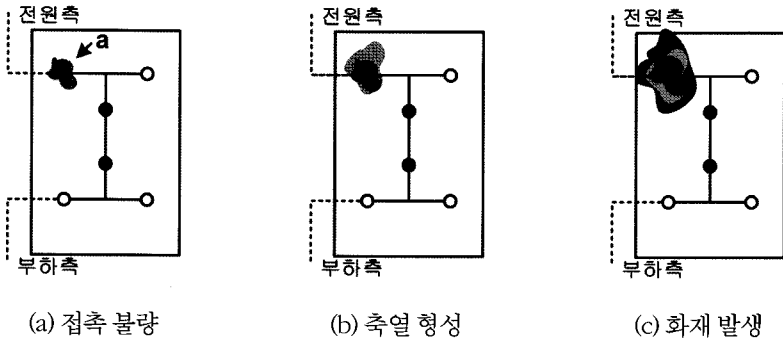 전원측 전원측 전원측
a
부하측 부하측 부하측
(a) 접촉 불량 (b) 축열 형성 (c) 화재 발생